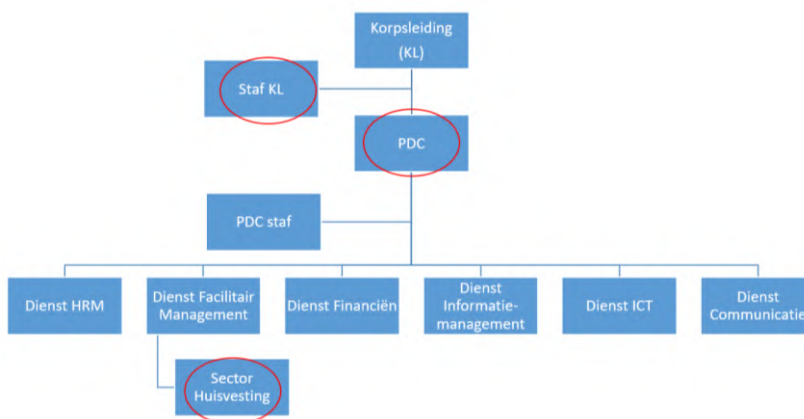 Korpsleiding
(KL)
Staf KL
PDC
PDC staf
Dienst HRM
Dienst Facilitair
Management
Dienst Financiën
Dienst
Informatie-
management
Dienst ICT
Dienst
Communicatie
Sector
Huisvesting